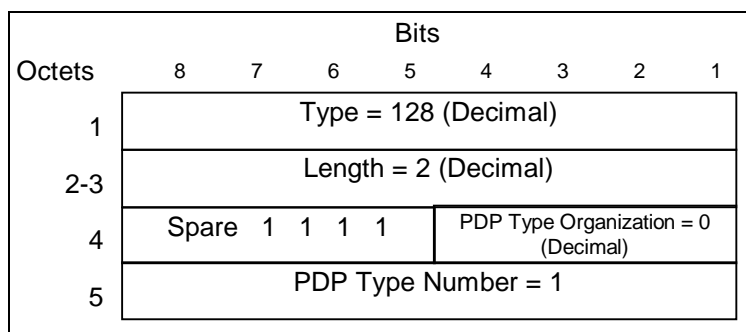 Bits
Octets 8 7 6 5 4 3 2 1
1 Type = 128 (Decimal)
2-3 Length = 2 (Decimal)
4 Spare 1 1 1 1 PDP Type Organization = 0
(Decimal)
5 PDP Type Number = 1